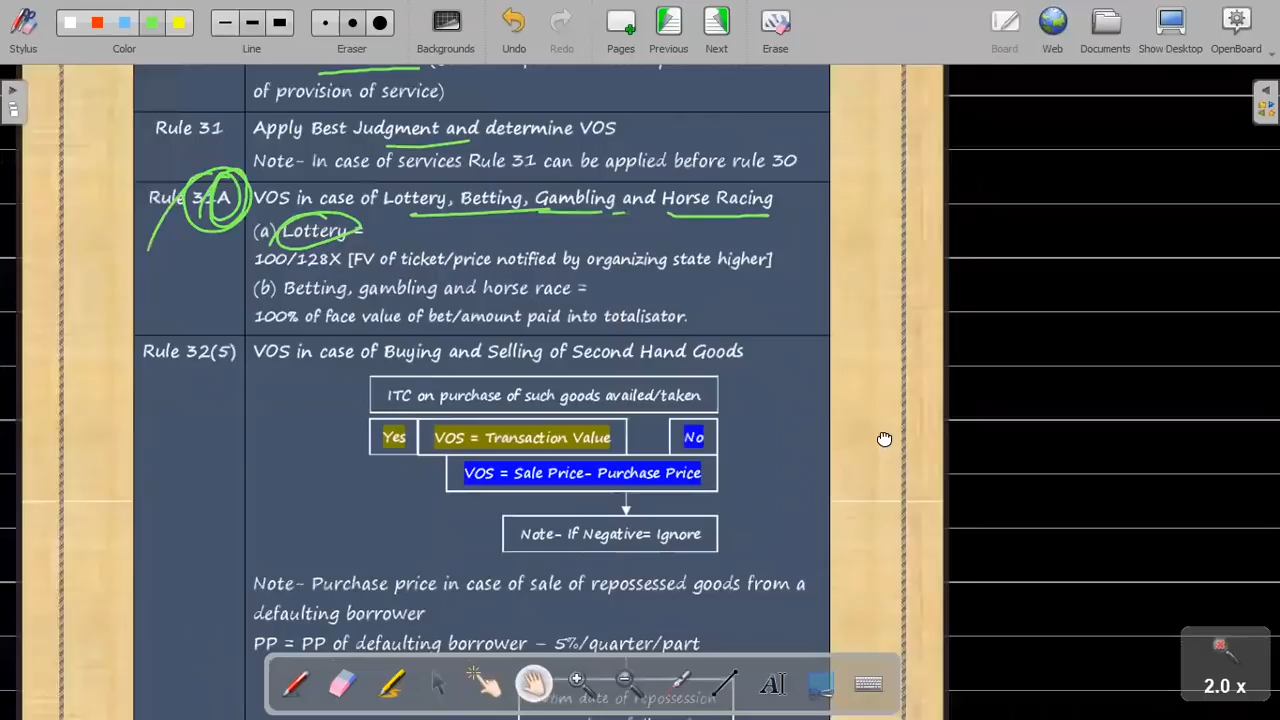 Stylus
Color
Line
Eraser
Backgrounds
Undo
Redo
Pages
Previous
Next
Erase
Board
Web
Documents
Show Desktop
OpenBoard
of provision of service)
Rule 31
Apply Best Judgment and determine VOS
Note- In case of services Rule 31 can be applied before rule 30
Rule 31A
VOS in case of Lottery, Betting, Gambling and Horse Racing
(a) Lottery =
100/128X [FV of ticket/price notified by organizing state higher]
(b) Betting, gambling and horse race =
100% of face value of bet/amount paid into totalisator.
Rule 32(5)
VOS in case of Buying and Selling of Second Hand Goods
ITC on purchase of such goods availed/taken
Yes
VOS = Transaction Value
No
VOS = Sale Price- Purchase Price
Note- If Negative= Ignore
Note- Purchase price in case of sale of repossessed goods from a
defaulting borrower
PP = PP of defaulting borrower - 5%/quarter/part
date of repossession
AI
2.0 x